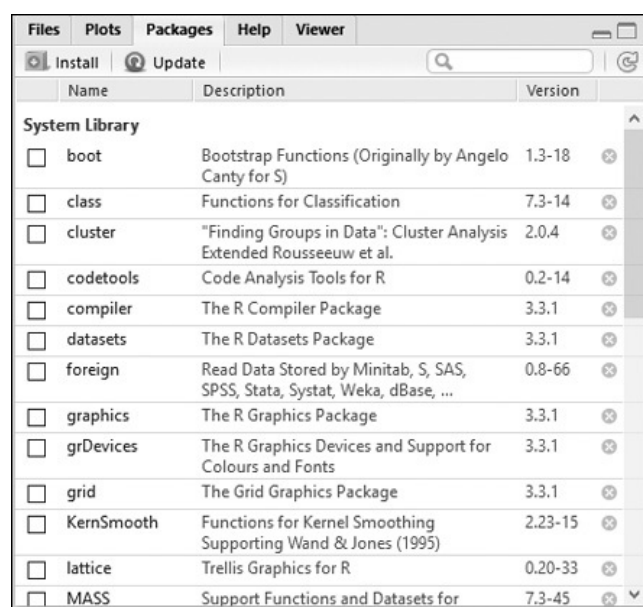 Files Plots Packages Help Viewer
Install Update
Name Description Version
System Library
boot Bootstrap Functions (Originally by Angelo 1.3-18
Canty for S)
class Functions for Classification 7.3-14
cluster "Finding Groups in Data": Cluster Analysis 2.0.4
Extended Rousseeuw et al.
codetools Code Analysis Tools for R 0.2-14
compiler The R Compiler Package 3.3.1
datasets The R Datasets Package 3.3.1
foreign Read Data Stored by Minitab, S, SAS, 0.8-66
SPSS, Stata, Systat, Weka, dBase, ...
graphics The R Graphics Package 3.3.1
grDevices The R Graphics Devices and Support for 3.3.1
Colours and Fonts
grid The Grid Graphics Package 3.3.1
KernSmooth Functions for Kernel Smoothing 2.23-15
Supporting Wand & Jones (1995)
lattice Trellis Graphics for R 0.20-33
MASS Support Functions and Datasets for 7.3-45